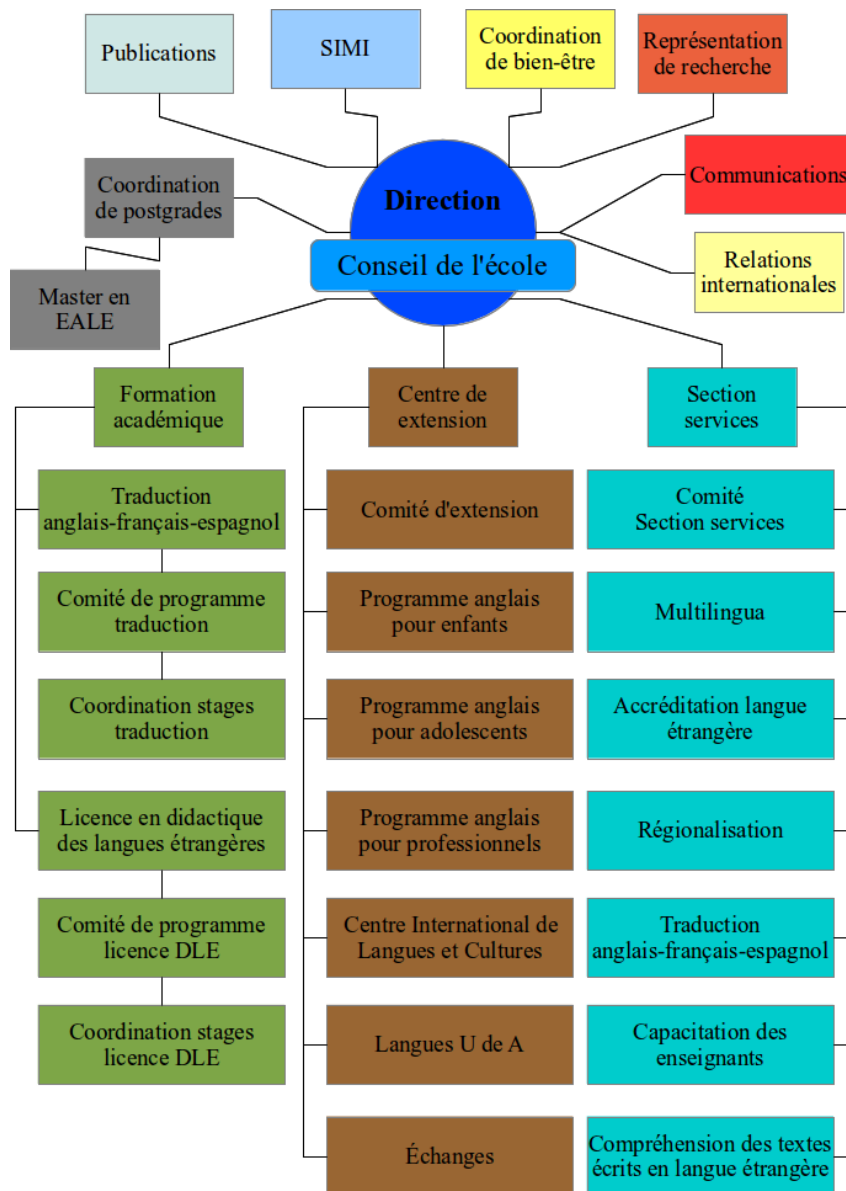 Publications
SIMI
Coordination
de bien-être
Représentation
de recherche
Coordination
de postgrades
Direction
Communications
Conseil de l'école
Relations
internationales
Master en
EALE
Formation
académique
Centre de
extension
Section
services
Traduction
anglais-français-espagnol
Comité de programme
traduction
Coordination stages
traduction
Licence en didactique
des langues étrangères
Comité de programme
licence DLE
Coordination stages
licence DLE
Comité d'extension
Programme anglais
pour enfants
Programme anglais
pour adolescents
Programme anglais
pour professionnels
Centre International de
Langues et Cultures
Langues U de A
Échanges
Comité
Section services
Multilingua
Accréditation langue
étrangère
Régionalisation
Traduction
anglais-français-espagnol
Capacitation des
enseignants
Compréhension des textes
écrits en langue étrangère